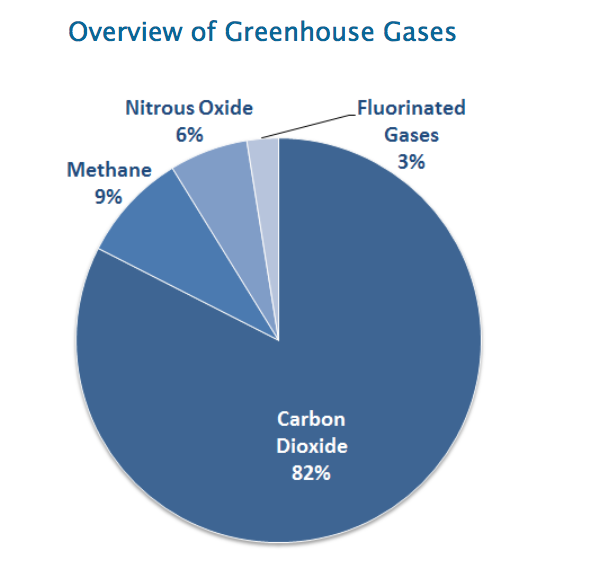 Overview of Greenhouse Gases
Nitrous Oxide
6%
Fluorinated
Gases
3%
Methane
9%
Carbon
Dioxide
82%